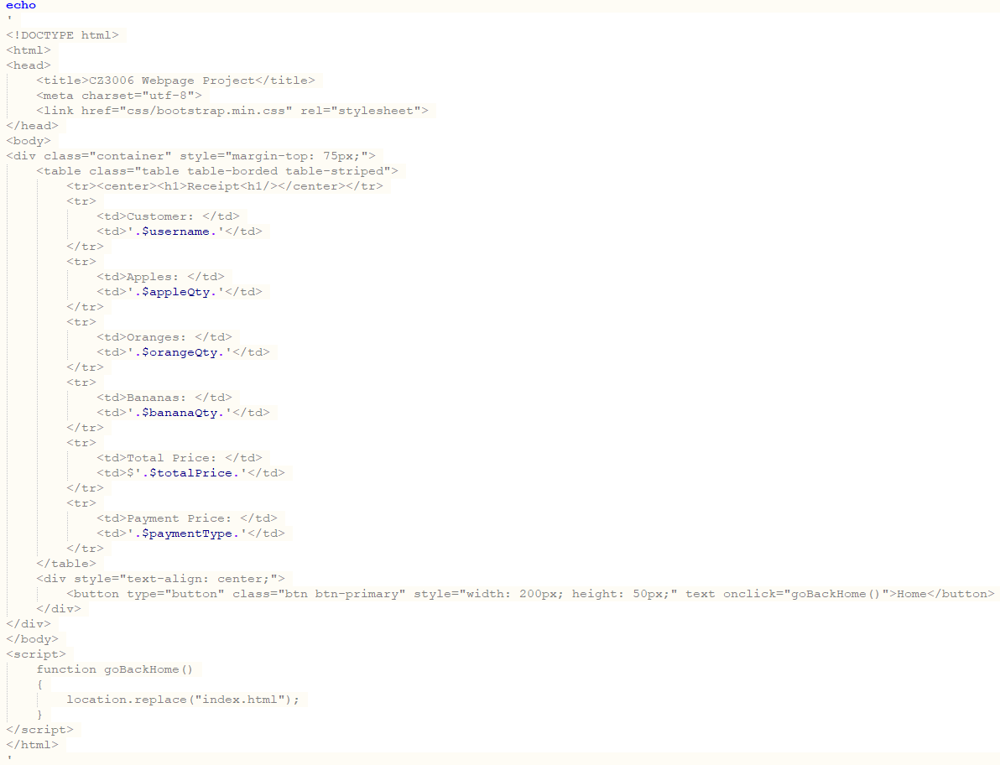 echo
'
<!DOCTYPE html>
<html>
<head>
    <title>CZ3006 Webpage Project</title>
    <meta charset="utf-8">
    <link href="css/bootstrap.min.css" rel="stylesheet">
</head>
<body>
<div class="container" style="margin-top: 75px;">
    <table class="table table-borded table-striped">
        <tr><center><h1>Receipt<h1/></center></tr>
        <tr>
            <td>Customer: </td>
            <td>'.$username.'</td>
        </tr>
        <tr>
            <td>Apples: </td>
            <td>'.$appleQty.'</td>
        </tr>
        <tr>
            <td>Oranges: </td>
            <td>'.$orangeQty.'</td>
        </tr>
        <tr>
            <td>Bananas: </td>
            <td>'.$bananaQty.'</td>
        </tr>
        <tr>
            <td>Total Price: </td>
            <td>$'.$totalPrice.'</td>
        </tr>
        <tr>
            <td>Payment Price: </td>
            <td>'.$paymentType.'</td>
        </tr>
    </table>
    <div style="text-align: center;">
        <button type="button" class="btn btn-primary" style="width: 200px; height: 50px;" text onclick="goBackHome()">Home</button>
    </div>
</div>
</body>
<script>
    function goBackHome()
    {
        location.replace("index.html");
    }
</script>
</html>
'